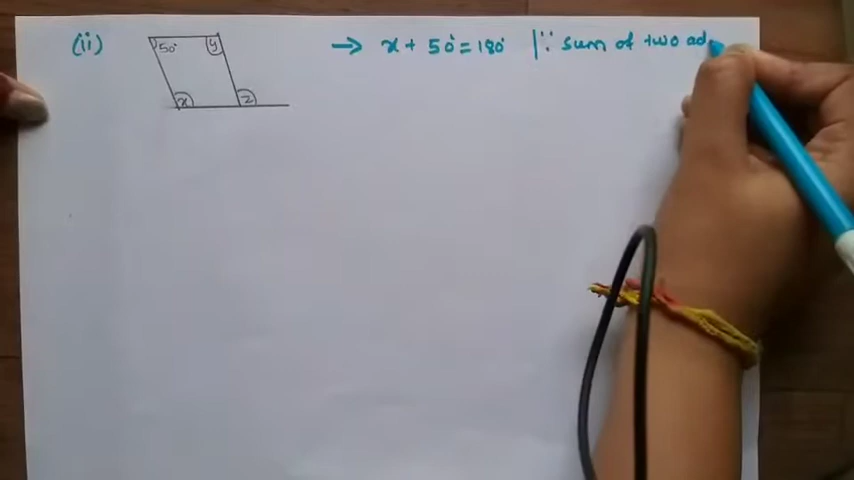 (ii) 50° y x z → x + 50° = 180° | ∵ sum of two ad